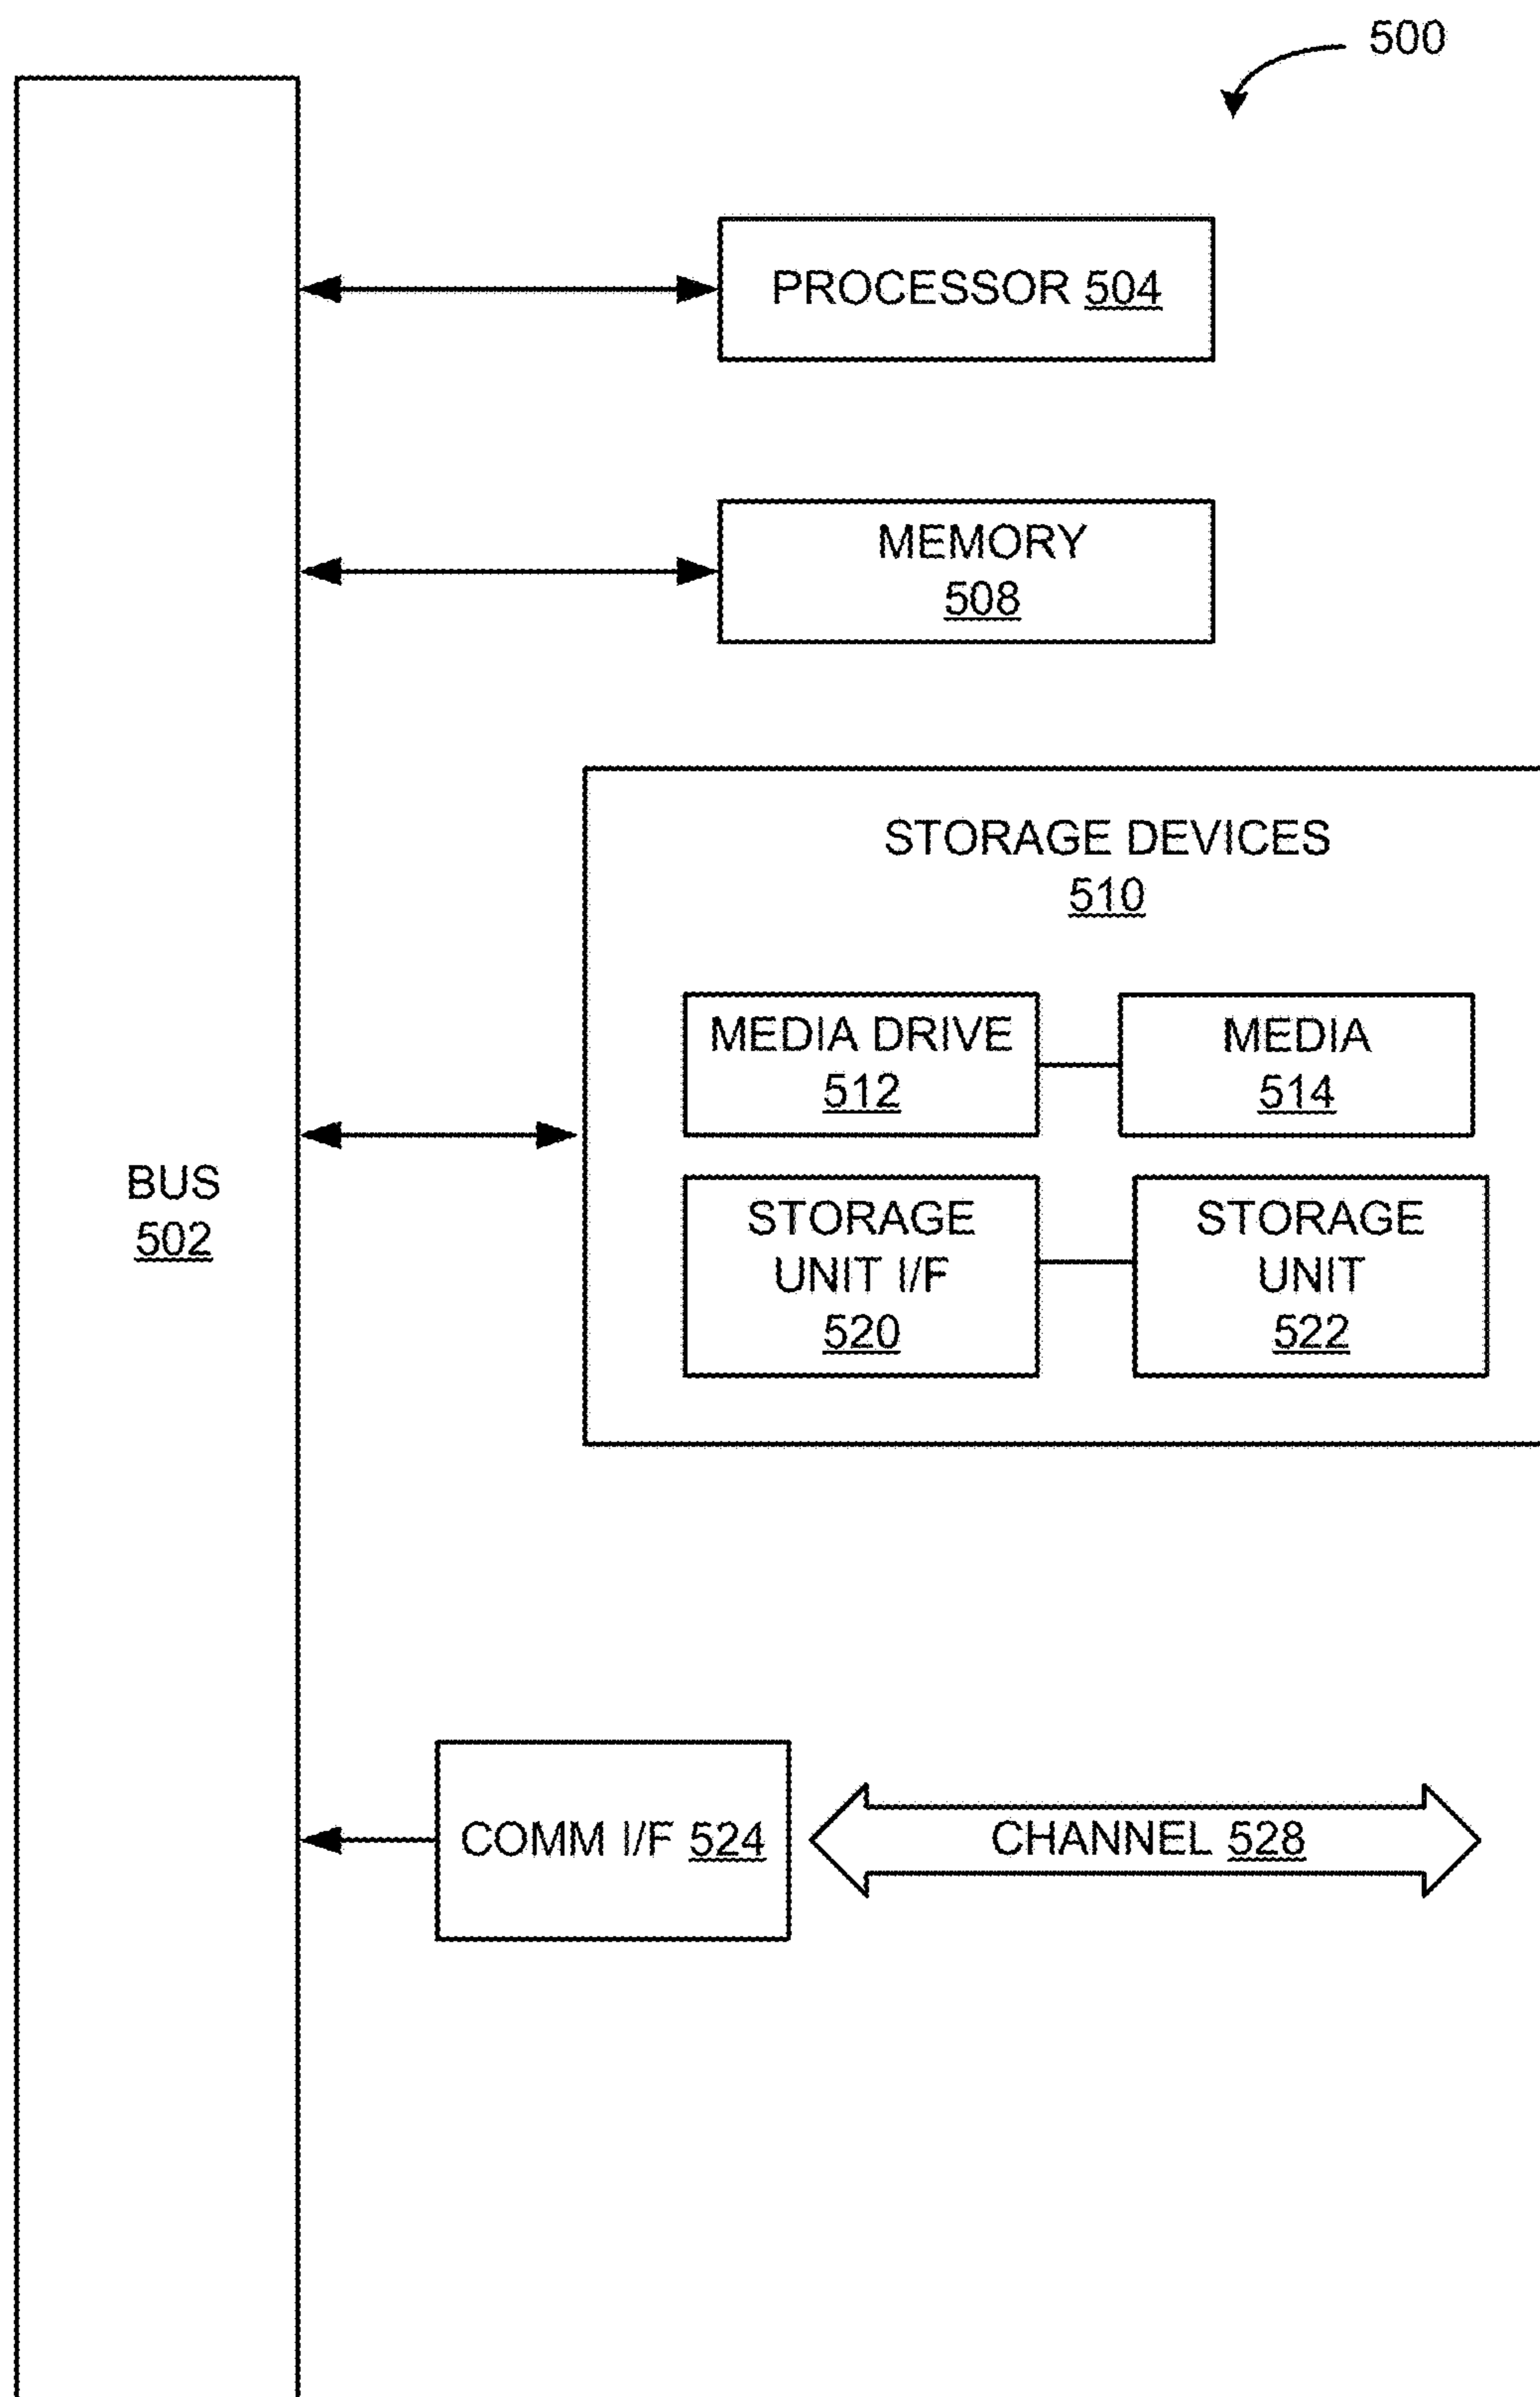 500
PROCESSOR 504
MEMORY
508
STORAGE DEVICES
510
MEDIA DRIVE
512
MEDIA
514
BUS
502
STORAGE
UNIT I/F
520
STORAGE
UNIT
522
COMM I/F 524
CHANNEL 528